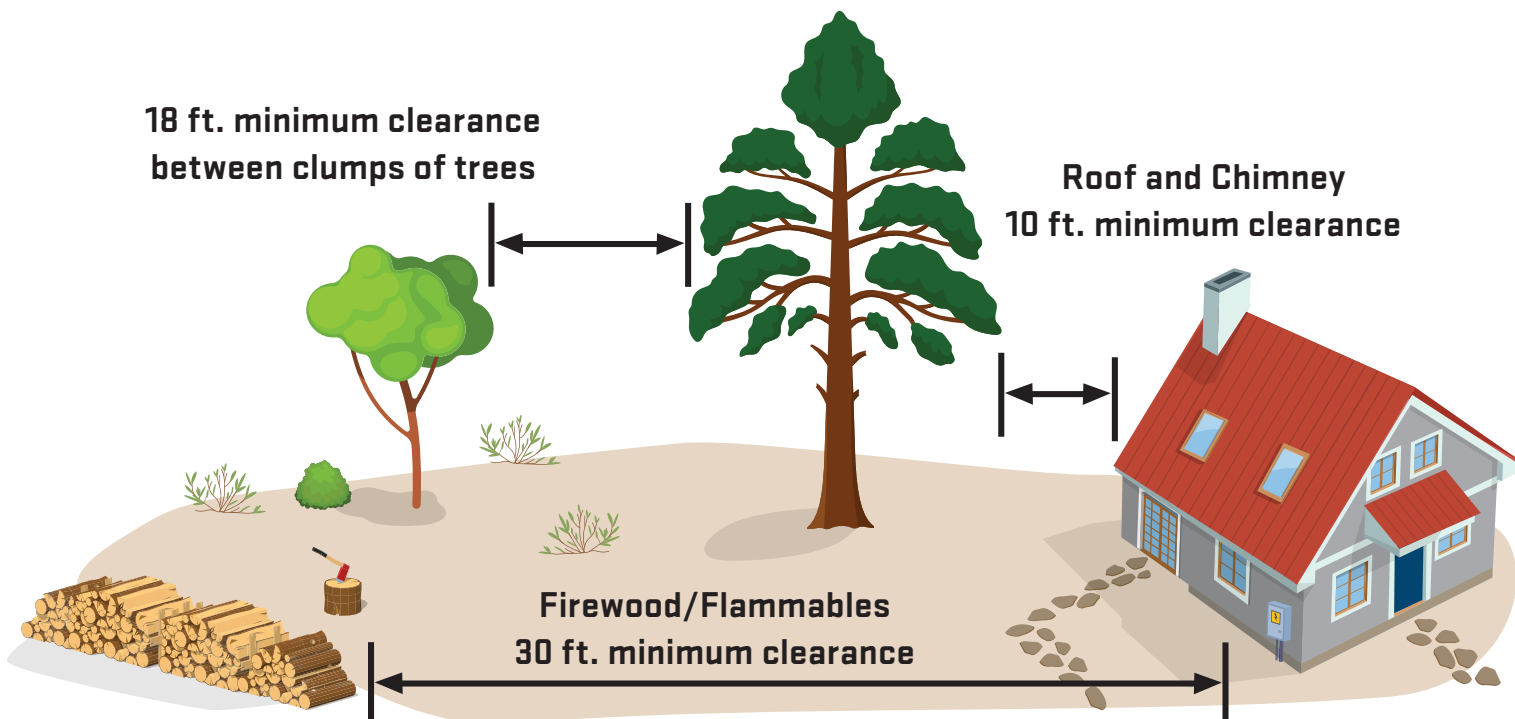 18 ft. minimum clearance
between clumps of trees
Roof and Chimney
10 ft. minimum clearance
Firewood/Flammables
30 ft. minimum clearance